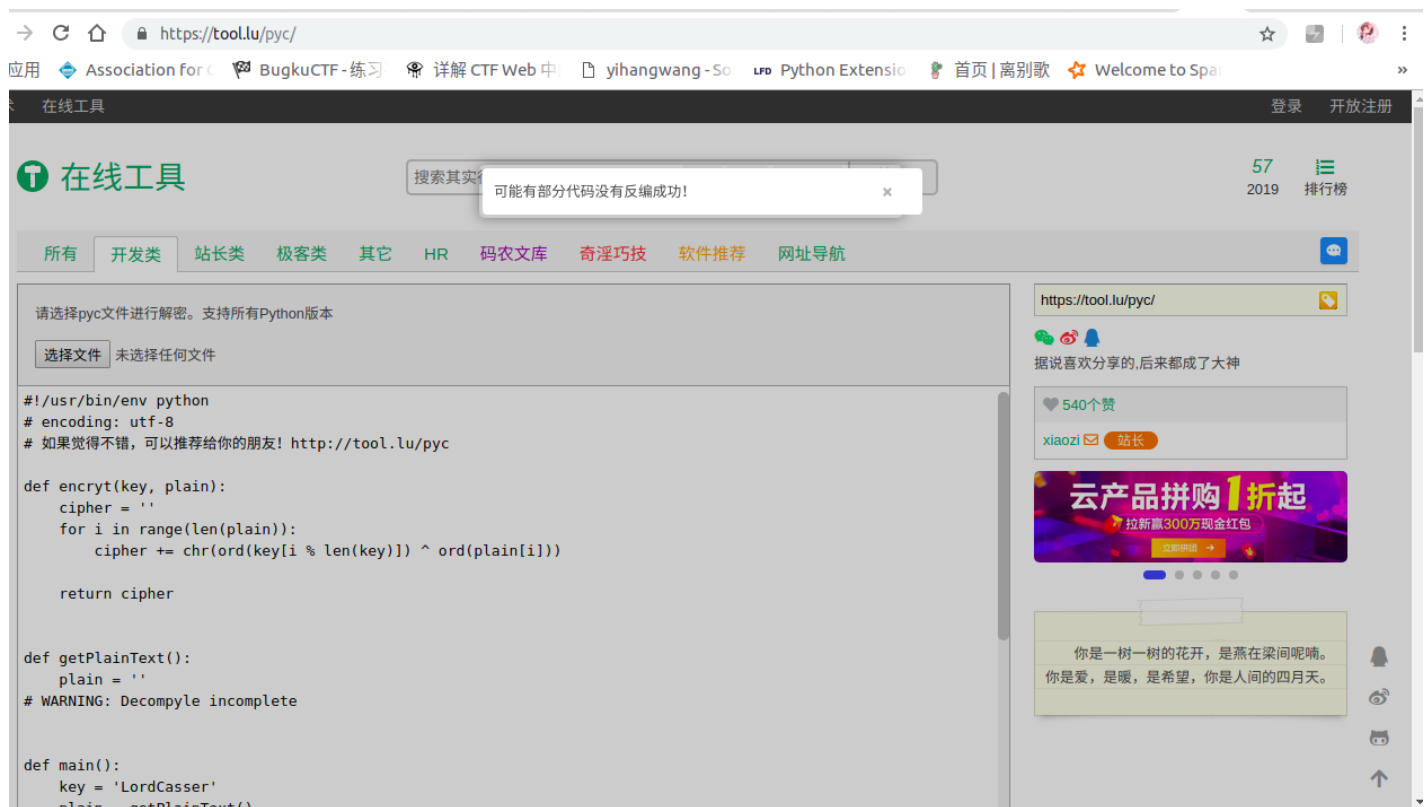 https://tool.lu/pyc/
应用 Association for BugkuCTF - 练习 详解 CTF Web 中 yihangwang - So LFD Python Extensio 首页 | 离别歌 Welcome to Spa
»
在线工具 登录 开放注册
在线工具
搜索其实
可能有部分代码没有反编成功! ×
57
2019 排行榜
所有 开发类 站长类 极客类 其它 HR 码农文库 奇淫巧技 软件推荐 网址导航
请选择pyc文件进行解密。支持所有Python版本
选择文件 未选择任何文件
#!/usr/bin/env python
# encoding: utf-8
# 如果觉得不错，可以推荐给你的朋友！http://tool.lu/pyc
def encryt(key, plain):
    cipher = ''
    for i in range(len(plain)):
        cipher += chr(ord(key[i % len(key)]) ^ ord(plain[i]))
    return cipher
def getPlainText():
    plain = ''
# WARNING: Decompyle incomplete
def main():
    key = 'LordCasser'
    plain = getPlainText()
https://tool.lu/pyc/
据说喜欢分享的,后来都成了大神
540个赞
xiaozi 站长
云产品拼购1折起
拉新赢300万现金红包
立即拼团 →
你是一树一树的花开，是燕在梁间呢喃。
你是爱，是暖，是希望，你是人间的四月天。